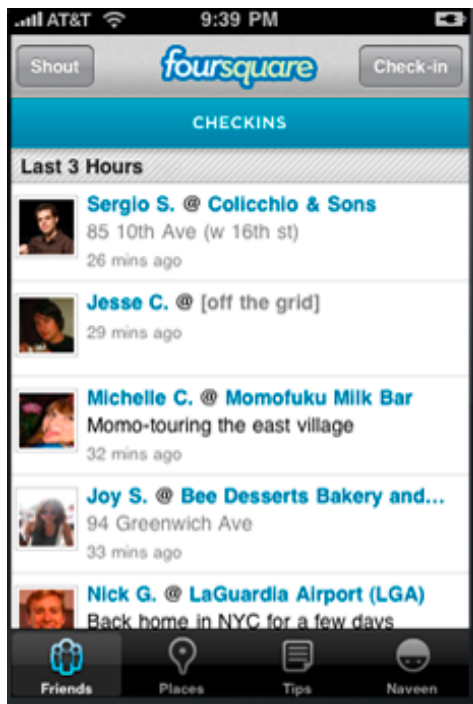 AT&T 9:39 PM
Shout foursquare Check-in
CHECKINS
Last 3 Hours
Sergio S. @ Colicchio & Sons
85 10th Ave (w 16th st)
26 mins ago
Jesse C. @ [off the grid]
29 mins ago
Michelle C. @ Momofuku Milk Bar
Momo-touring the east village
32 mins ago
Joy S. @ Bee Desserts Bakery and...
94 Greenwich Ave
33 mins ago
Nick G. @ LaGuardia Airport (LGA)
Back home in NYC for a few days
Friends Places Tips Naveen